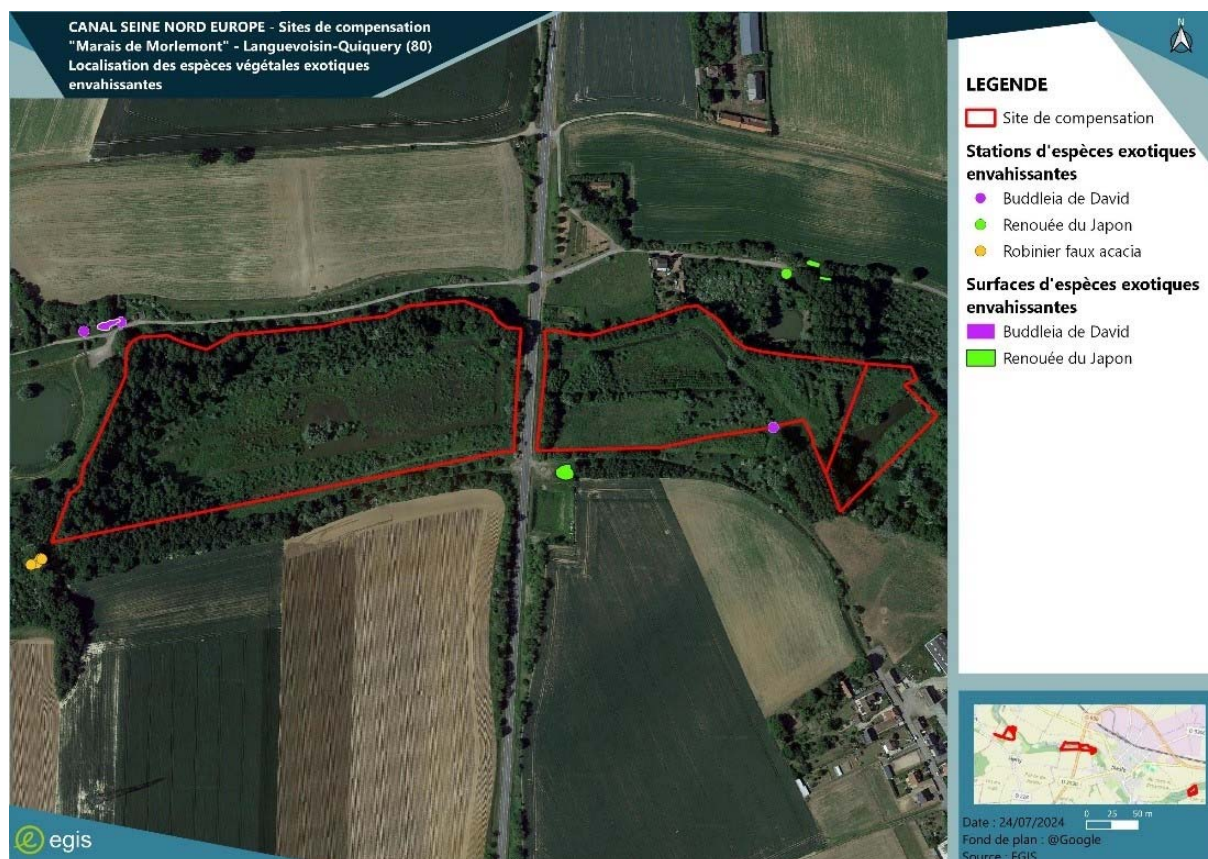 CANAL SEINE NORD EUROPE - Sites de compensation
"Marais de Morlemont" - Languevoisin-Quiquery (80)
Localisation des espèces végétales exotiques
envahissantes
N
LEGENDE
Site de compensation
Stations d'espèces exotiques
envahissantes
Buddleia de David
Renouée du Japon
Robinier faux acacia
Surfaces d'espèces exotiques
envahissantes
Buddleia de David
Renouée du Japon
0 25 50 m
Date : 24/07/2024
Fond de plan : @Google
Source : EGIS
egis